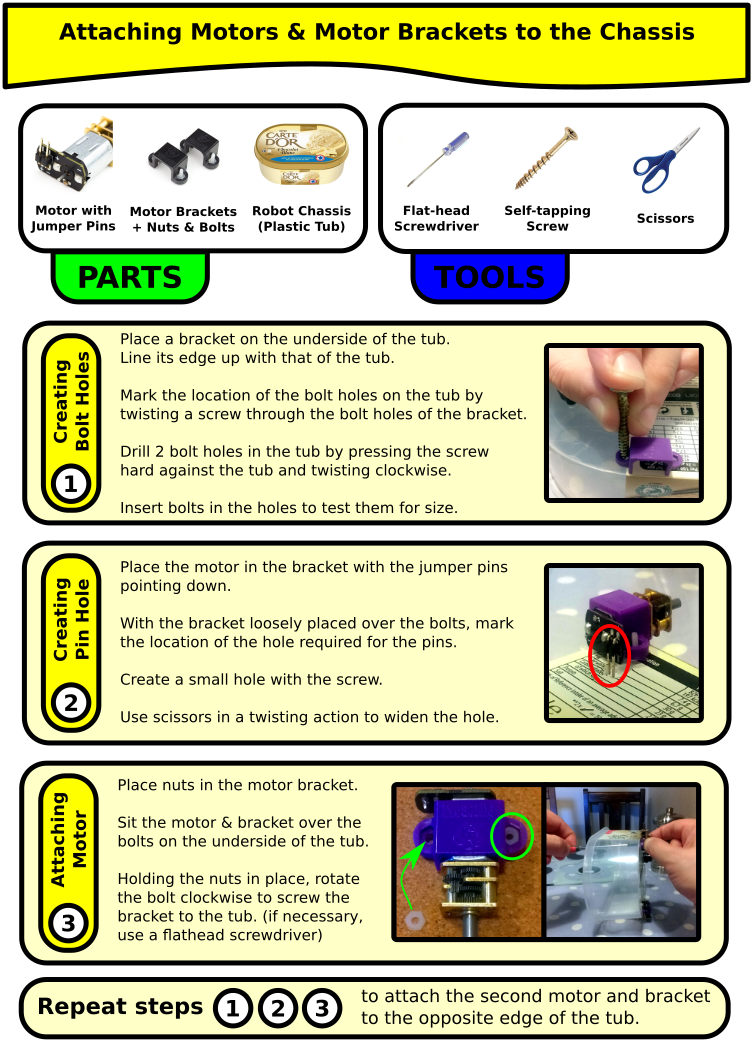 Attaching Motors & Motor Brackets to the Chassis
CARTE
D'OR
CARTE
D'OR
Motor with
Jumper Pins
Motor Brackets
+ Nuts & Bolts
Robot Chassis
(Plastic Tub)
Flat-head
Screwdriver
Self-tapping
Screw
Scissors
PARTS
TOOLS
Creating
Bolt Holes
1
Place a bracket on the underside of the tub.
Line its edge up with that of the tub.
Mark the location of the bolt holes on the tub by
twisting a screw through the bolt holes of the bracket.
Drill 2 bolt holes in the tub by pressing the screw
hard against the tub and twisting clockwise.
Insert bolts in the holes to test them for size.
Creating
Pin Hole
2
Place the motor in the bracket with the jumper pins
pointing down.
With the bracket loosely placed over the bolts, mark
the location of the hole required for the pins.
Create a small hole with the screw.
Use scissors in a twisting action to widen the hole.
Attaching
Motor
3
Place nuts in the motor bracket.
Sit the motor & bracket over the
bolts on the underside of the tub.
Holding the nuts in place, rotate
the bolt clockwise to screw the
bracket to the tub. (if necessary,
use a flathead screwdriver)
Repeat steps 1 2 3
to attach the second motor and bracket
to the opposite edge of the tub.